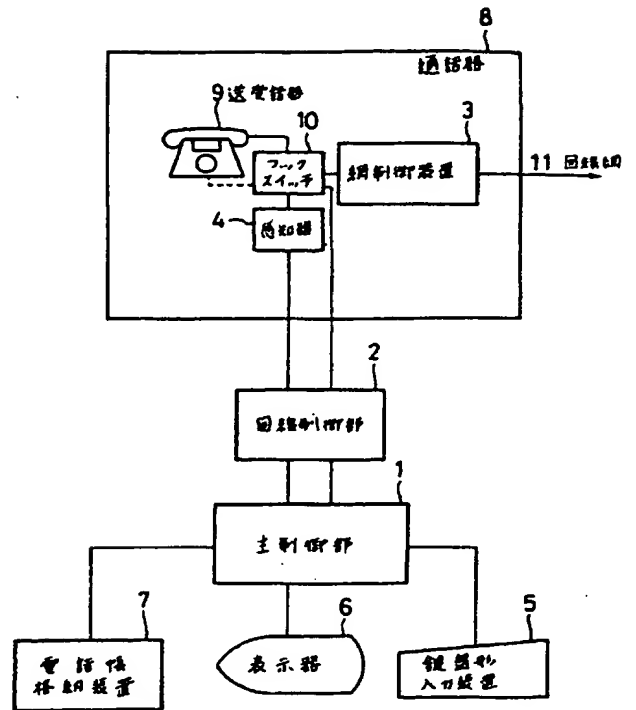 8
通話器
9 送受話器
10
フック
スイッチ
3
網制御装置
11 回線網
4
感知器
2
回線制御部
1
主制御部
7
電話帳
格納装置
6
表示器
5
鍵盤形
入力装置